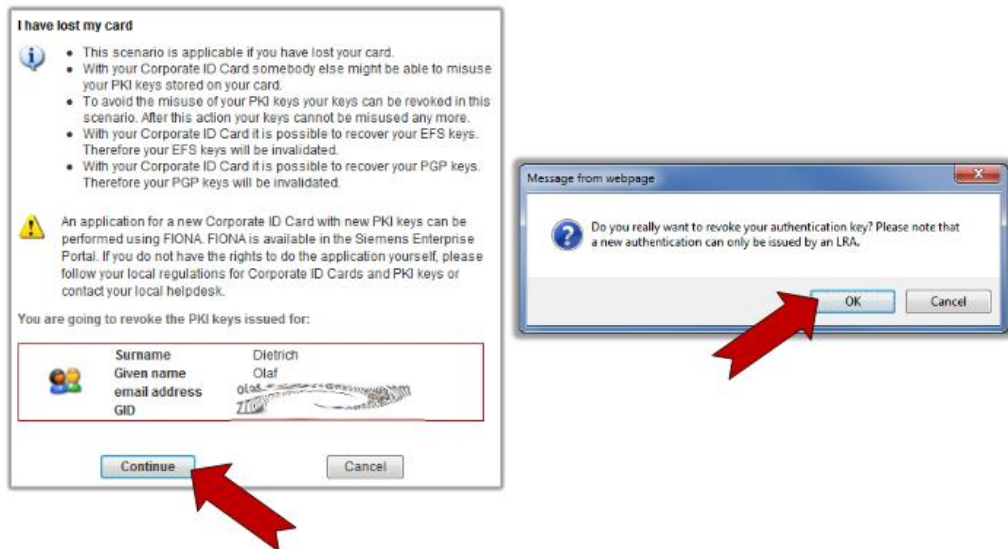 I have lost my card
This scenario is applicable if you have lost your card.
With your Corporate ID Card somebody else might be able to misuse
your PKI keys stored on your card.
To avoid the misuse of your PKI keys your keys can be revoked in this
scenario. After this action your keys cannot be misused any more.
With your Corporate ID Card it is possible to recover your EFS keys.
Therefore your EFS keys will be invalidated.
With your Corporate ID Card it is possible to recover your PGP keys.
Therefore your PGP keys will be invalidated.
An application for a new Corporate ID Card with new PKI keys can be
performed using FIONA. FIONA is available in the Siemens Enterprise
Portal. If you do not have the rights to do the application yourself, please
follow your local regulations for Corporate ID Cards and PKI keys or
contact your local helpdesk.
You are going to revoke the PKI keys issued for:
Surname Dietrich
Given name Olaf
email address
GID
Continue Cancel
Message from webpage
Do you really want to revoke your authentication key? Please note that
a new authentication can only be issued by an LRA.
OK Cancel